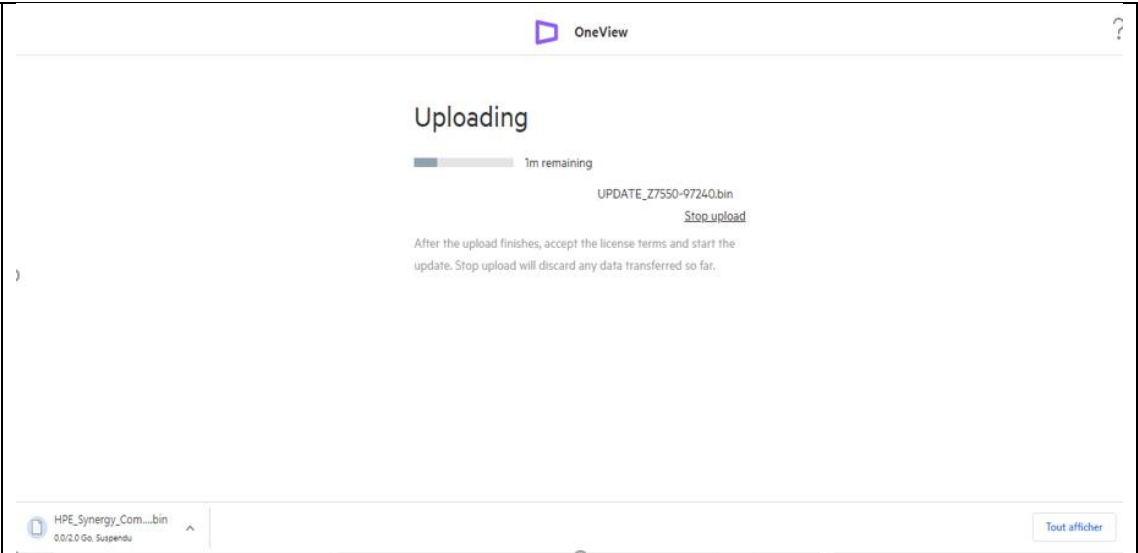 OneView
?
Uploading
1m remaining
UPDATE_Z7550-97240.bin
Stop upload
After the upload finishes, accept the license terms and start the
update. Stop upload will discard any data transferred so far.
HPE_Synergy_Com....bin
0,0/2,0 Go, Suspendu
Tout afficher